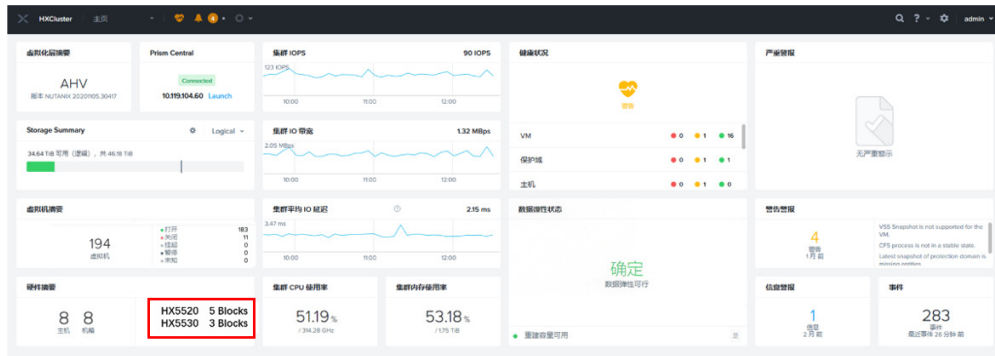 HXCluster 主页 4 ? admin
虚拟化层摘要
AHV
版本 NUTANIX 20201105.30417
Prism Central
Connected
10.119.104.60 Launch
集群 IOPS 90 IOPS
123 IOPS
10:00 11:00 12:00
健康状况
警告
VM 0 1 16
保护域 0 1 1
主机 0 1 0
严重警报
无严重警示
Storage Summary Logical
34.64 TiB 可用（逻辑），共 46.18 TiB
集群 IO 带宽 1.32 MBps
2.05 MBps
10:00 11:00 12:00
虚拟机摘要
194
虚拟机
打开 183
关闭 11
挂起 0
暂停 0
未知 0
集群平均 IO 延迟 ? 2.15 ms
3.47 ms
10:00 11:00 12:00
数据弹性状态
确定
数据弹性可行
重建容量可用 是
警告警报
4
警告
1 月 前
VSS Snapshot is not supported for the
VM.
CFS process is not in a stable state.
Latest snapshot of protection domain is
missing entities
硬件摘要
8 8
主机 机箱
HX5520 5 Blocks
HX5530 3 Blocks
集群 CPU 使用率
51.19 %
/ 314.28 GHz
集群内存使用率
53.18 %
/ 1.75 TiB
信息警报
1
信息
2 月 前
事件
283
事件
最近事件 26 分钟 前